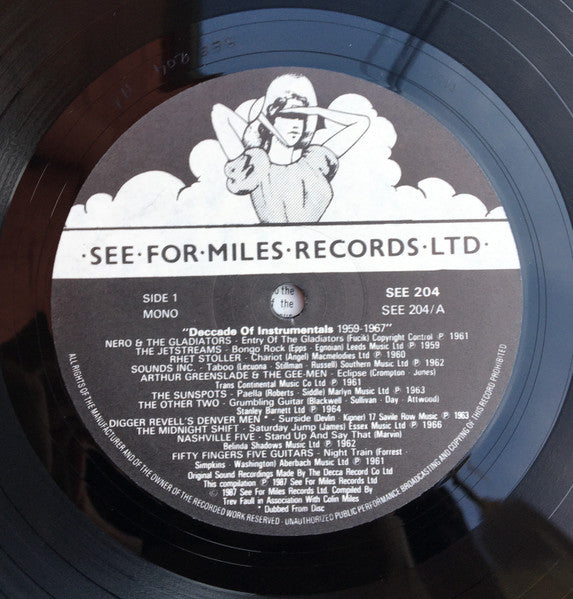 ·SEE·FOR·MILES·RECORDS·LTD·
SIDE 1
SEE 204
MONO
SEE 204/A
"Deccade Of Instrumentals 1959-1967"
NERO & THE GLADIATORS - Entry Of The Gladiators (Fucik) Copyright Control ℗ 1961
THE JETSTREAMS - Bongo Rock (Epps - Egnoian) Leeds Music Ltd ℗ 1959
RHET STOLLER - Chariot (Angel) Macmelodies Ltd ℗ 1960
SOUNDS INC. - Taboo (Lecuona - Stillman - Russell) Southern Music Ltd ℗ 1962
ARTHUR GREENSLADE & THE GEE-MEN - Eclipse (Crompton - Jones)
Trans Continental Music Co Ltd ℗ 1961
THE SUNSPOTS - Paella (Roberts - Siddle) Marlyn Music Ltd ℗ 1963
THE OTHER TWO - Grumbling Guitar (Blackwell - Sullivan - Day - Attwood)
Stanley Barnett Ltd ℗ 1964
DIGGER REVELL'S DENVER MEN * - Surside (Devlin - Kipner) 17 Savile Row Music ℗ 1963
THE MIDNIGHT SHIFT - Saturday Jump (James) Essex Music Ltd ℗ 1966
NASHVILLE FIVE - Stand Up And Say That (Marvin)
Belinda Shadows Music Ltd ℗ 1962
FIFTY FINGERS FIVE GUITARS - Night Train (Forrest
Simpkins - Washington) Aberbach Music Ltd ℗ 1961
Original Sound Recordings Made By The Decca Record Co Ltd
This compilation ℗ 1987 See For Miles Records Ltd
© 1987 See For Miles Records Ltd. Compiled By
Trev Faull in Association With Colin Miles
* Dubbed From Disc
ALL RIGHTS OF THE MANUFACTURER AND OF THE OWNER OF THE RECORDED WORK RESERVED · UNAUTHORIZED PUBLIC PERFORMANCE BROADCASTING AND COPYING OF THIS RECORD PROHIBITED